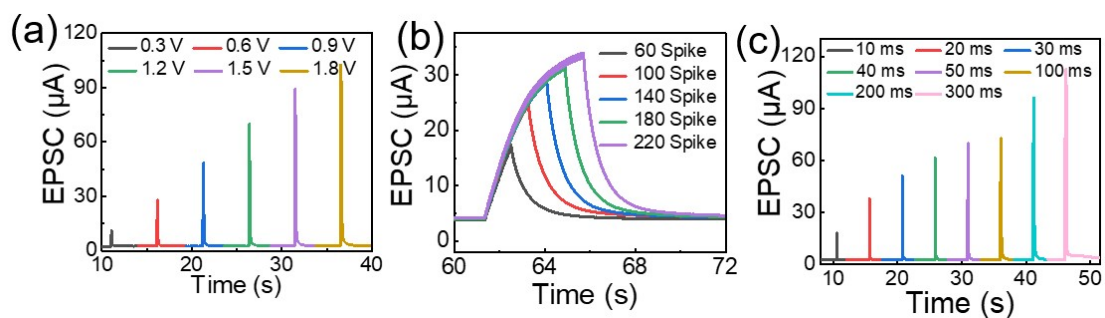 (a)
EPSC (μA)
120
90
60
30
0
0.3 V 0.6 V 0.9 V
1.2 V 1.5 V 1.8 V
10 20 30 40
Time (s)
(b)
EPSC (μA)
30
20
10
0
60 Spike
100 Spike
140 Spike
180 Spike
220 Spike
60 64 68 72
Time (s)
(c)
EPSC (μA)
120
90
60
30
0
10 ms 20 ms 30 ms
40 ms 50 ms 100 ms
200 ms 300 ms
10 20 30 40 50
Time (s)